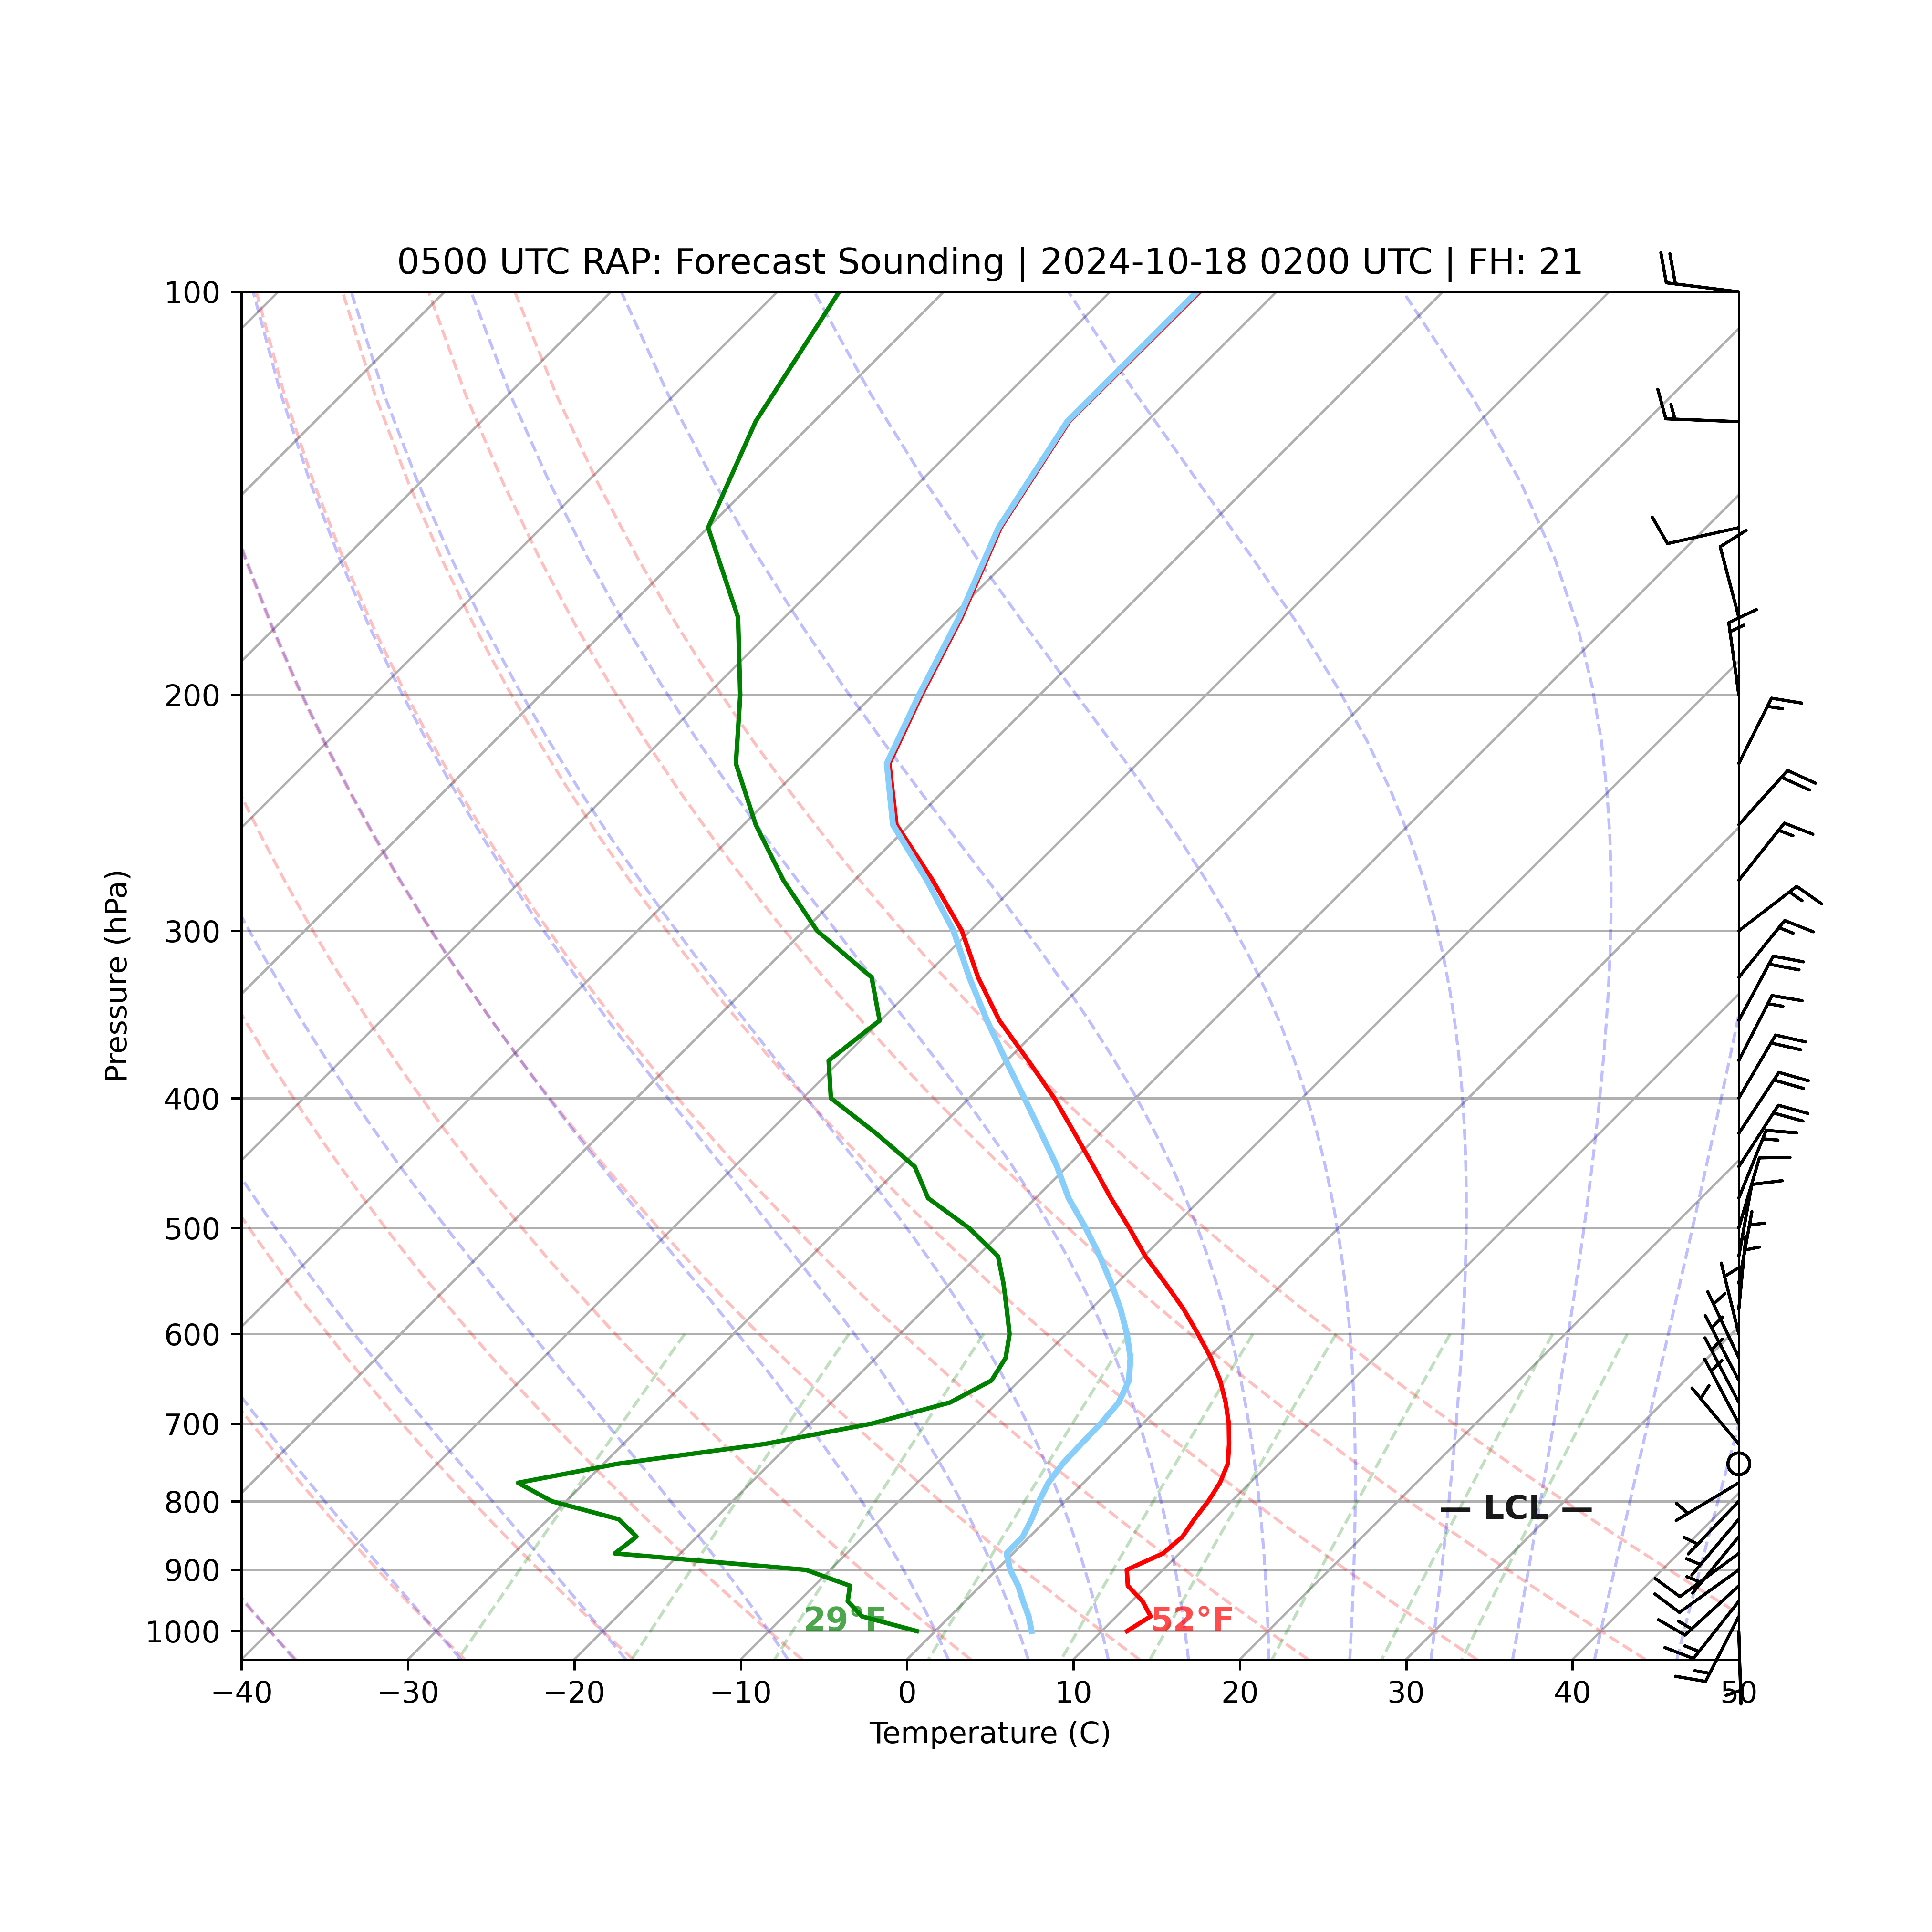 0500 UTC RAP: Forecast Sounding | 2024-10-18 0200 UTC | FH: 21
100
200
300
400
500
600
700
800
900
1000
Pressure (hPa)
— LCL —
29°F
52°F
−40 −30 −20 −10 0 10 20 30 40 50
Temperature (C)